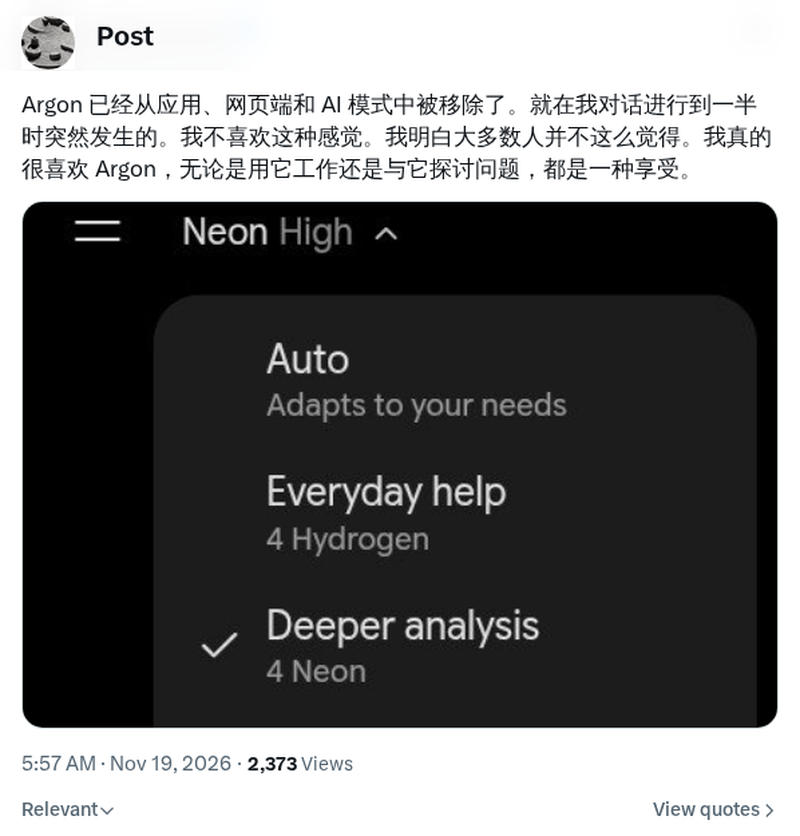 Post
Argon 已经从应用、网页端和 AI 模式中被移除了。就在我对话进行到一半
时突然发生的。我不喜欢这种感觉。我明白大多数人并不这么觉得。我真的
很喜欢 Argon，无论是用它工作还是与它探讨问题，都是一种享受。
Neon High
Auto
Adapts to your needs
Everyday help
4 Hydrogen
Deeper analysis
4 Neon
5:57 AM · Nov 19, 2026 · 2,373 Views
Relevant
View quotes